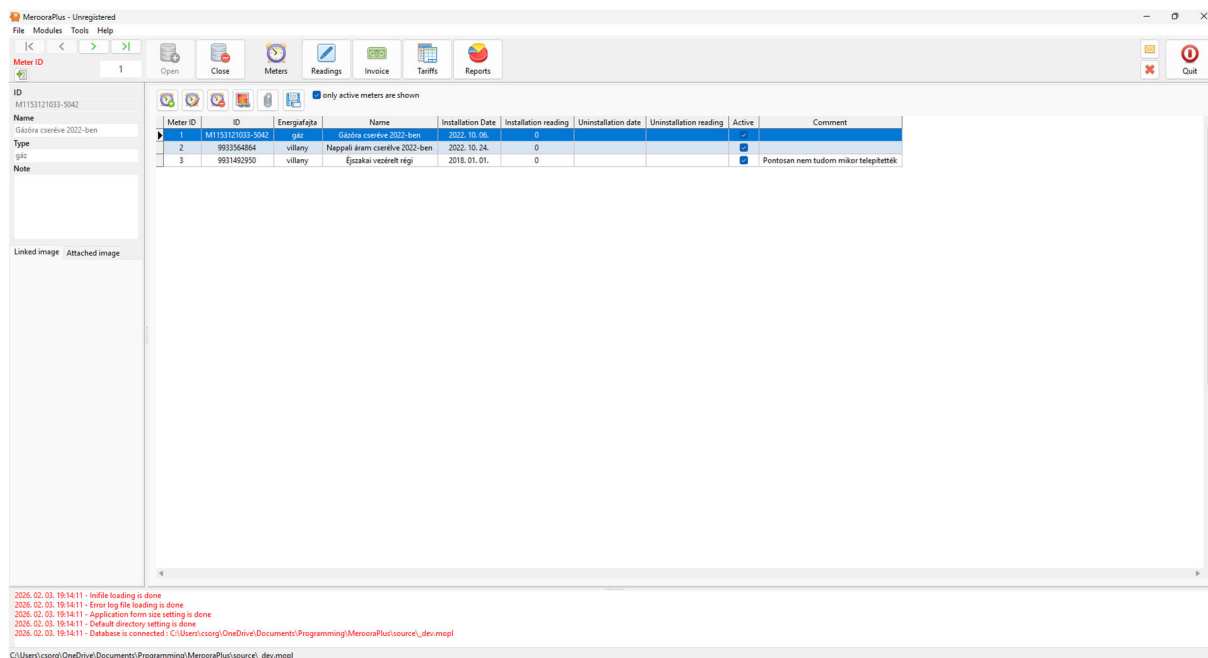 MerooraPlus - Unregistered
File Modules Tools Help
Meter ID
1
Open Close Meters Readings Invoice Tariffs Reports Quit
ID
M1153121033-5042
Name
Gázóra cseréve 2022-ben
Type
gáz
Note
Linked image Attached image
only active meters are shown
Meter ID ID Energiafajta Name Installation Date Installation reading Uninstallation date Uninstallation reading Active Comment
1 M1153121033-5042 gáz Gázóra cseréve 2022-ben 2022. 10. 06. 0
2 9933564864 villany Nappali áram cserélve 2022-ben 2022. 10. 24. 0
3 9931492950 villany Éjszakai vezérelt régi 2018. 01. 01. 0 Pontosan nem tudom mikor telepítették
2026. 02. 03. 19:14:11 - Inifile loading is done
2026. 02. 03. 19:14:11 - Error log file loading is done
2026. 02. 03. 19:14:11 - Application form size setting is done
2026. 02. 03. 19:14:11 - Default directory setting is done
2026. 02. 03. 19:14:11 - Database is connected : C:\Users\csorg\OneDrive\Documents\Programming\MerooraPlus\source\_dev.mopl
C:\Users\csorg\OneDrive\Documents\Programming\MerooraPlus\source\_dev.mopl